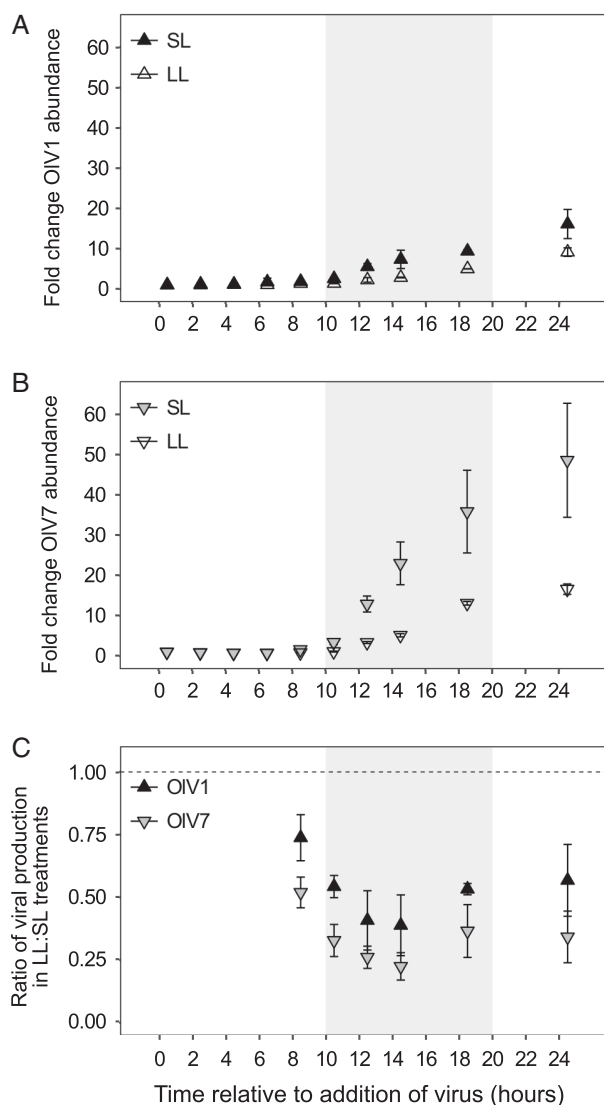 A
SL
LL
Fold change OlV1 abundance
60
50
40
30
20
10
0
0 2 4 6 8 10 12 14 16 18 20 22 24
B
SL
LL
Fold change OlV7 abundance
60
50
40
30
20
10
0
0 2 4 6 8 10 12 14 16 18 20 22 24
C
OlV1
OlV7
Ratio of viral production
in LL:SL treatments
1.00
0.75
0.50
0.25
0.00
0 2 4 6 8 10 12 14 16 18 20 22 24
Time relative to addition of virus (hours)